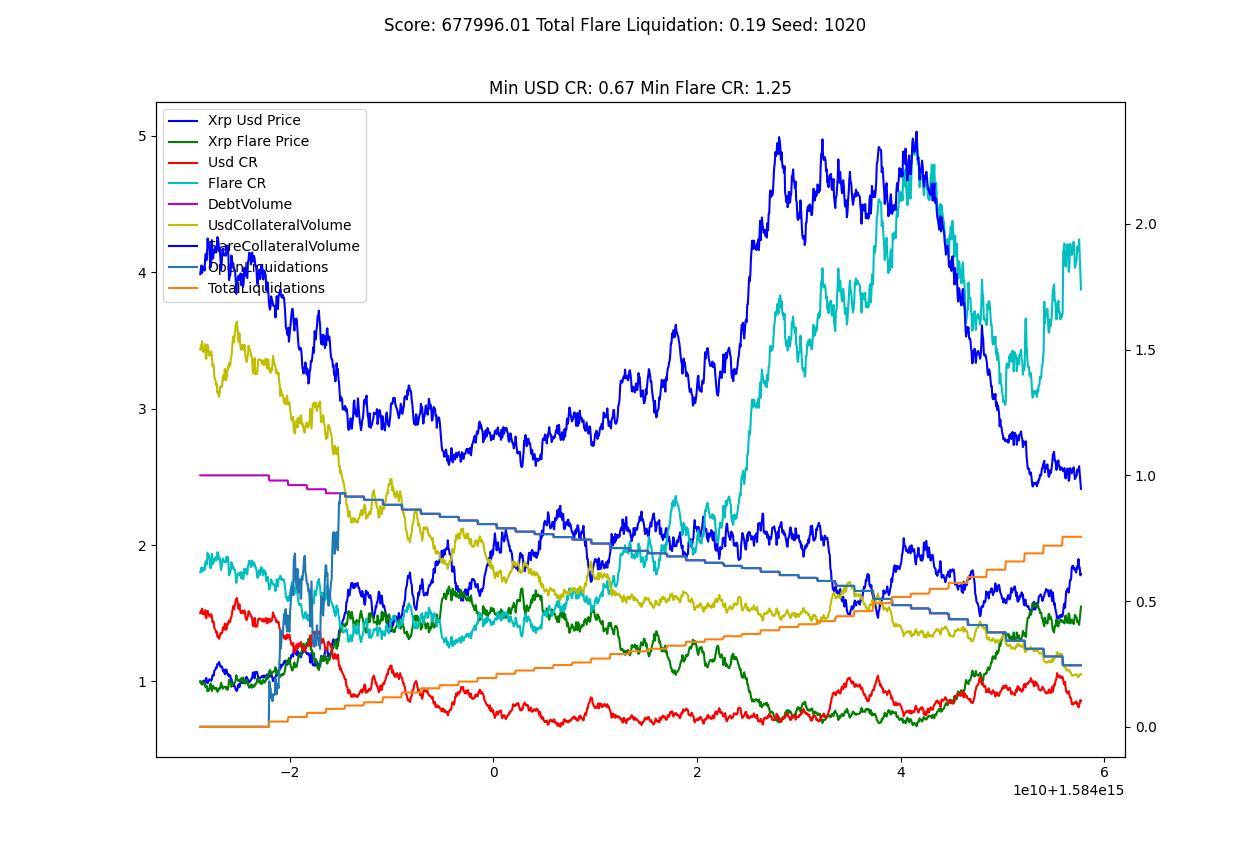 Score: 677996.01 Total Flare Liquidation: 0.19 Seed: 1020
Min USD CR: 0.67 Min Flare CR: 1.25
Xrp Usd Price
Xrp Flare Price
Usd CR
Flare CR
DebtVolume
UsdCollateralVolume
FlareCollateralVolume
OpenLiquidations
TotalLiquidations
5
4
3
2
1
2.0
1.5
1.0
0.5
0.0
−2
0
2
4
6
1e10+1.584e15